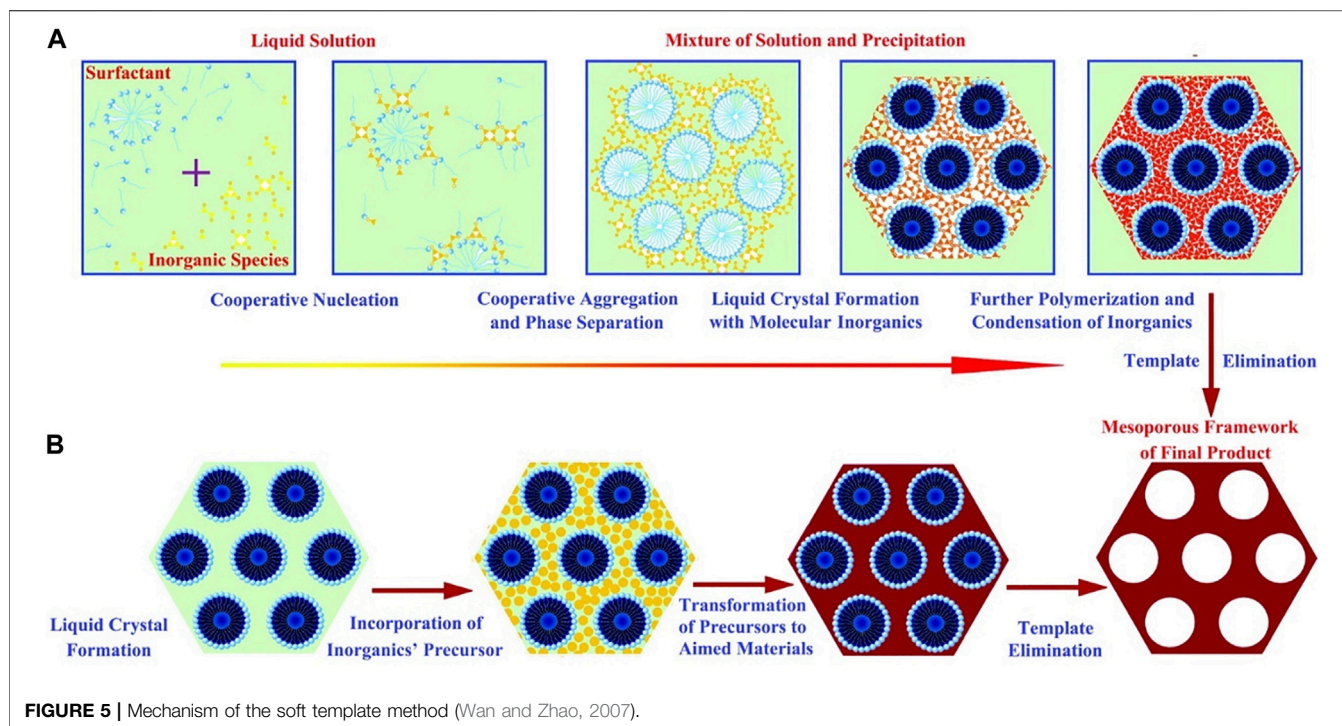 A
Liquid Solution
Mixture of Solution and Precipitation
Surfactant
Inorganic Species
Cooperative Nucleation
Cooperative Aggregation
and Phase Separation
Liquid Crystal Formation
with Molecular Inorganics
Further Polymerization and
Condensation of Inorganics
Template Elimination
Mesoporous Framework
of Final Product
B
Liquid Crystal
Formation
Incorporation of
Inorganics' Precursor
Transformation
of Precursors to
Aimed Materials
Template
Elimination
FIGURE 5 | Mechanism of the soft template method (Wan and Zhao, 2007).